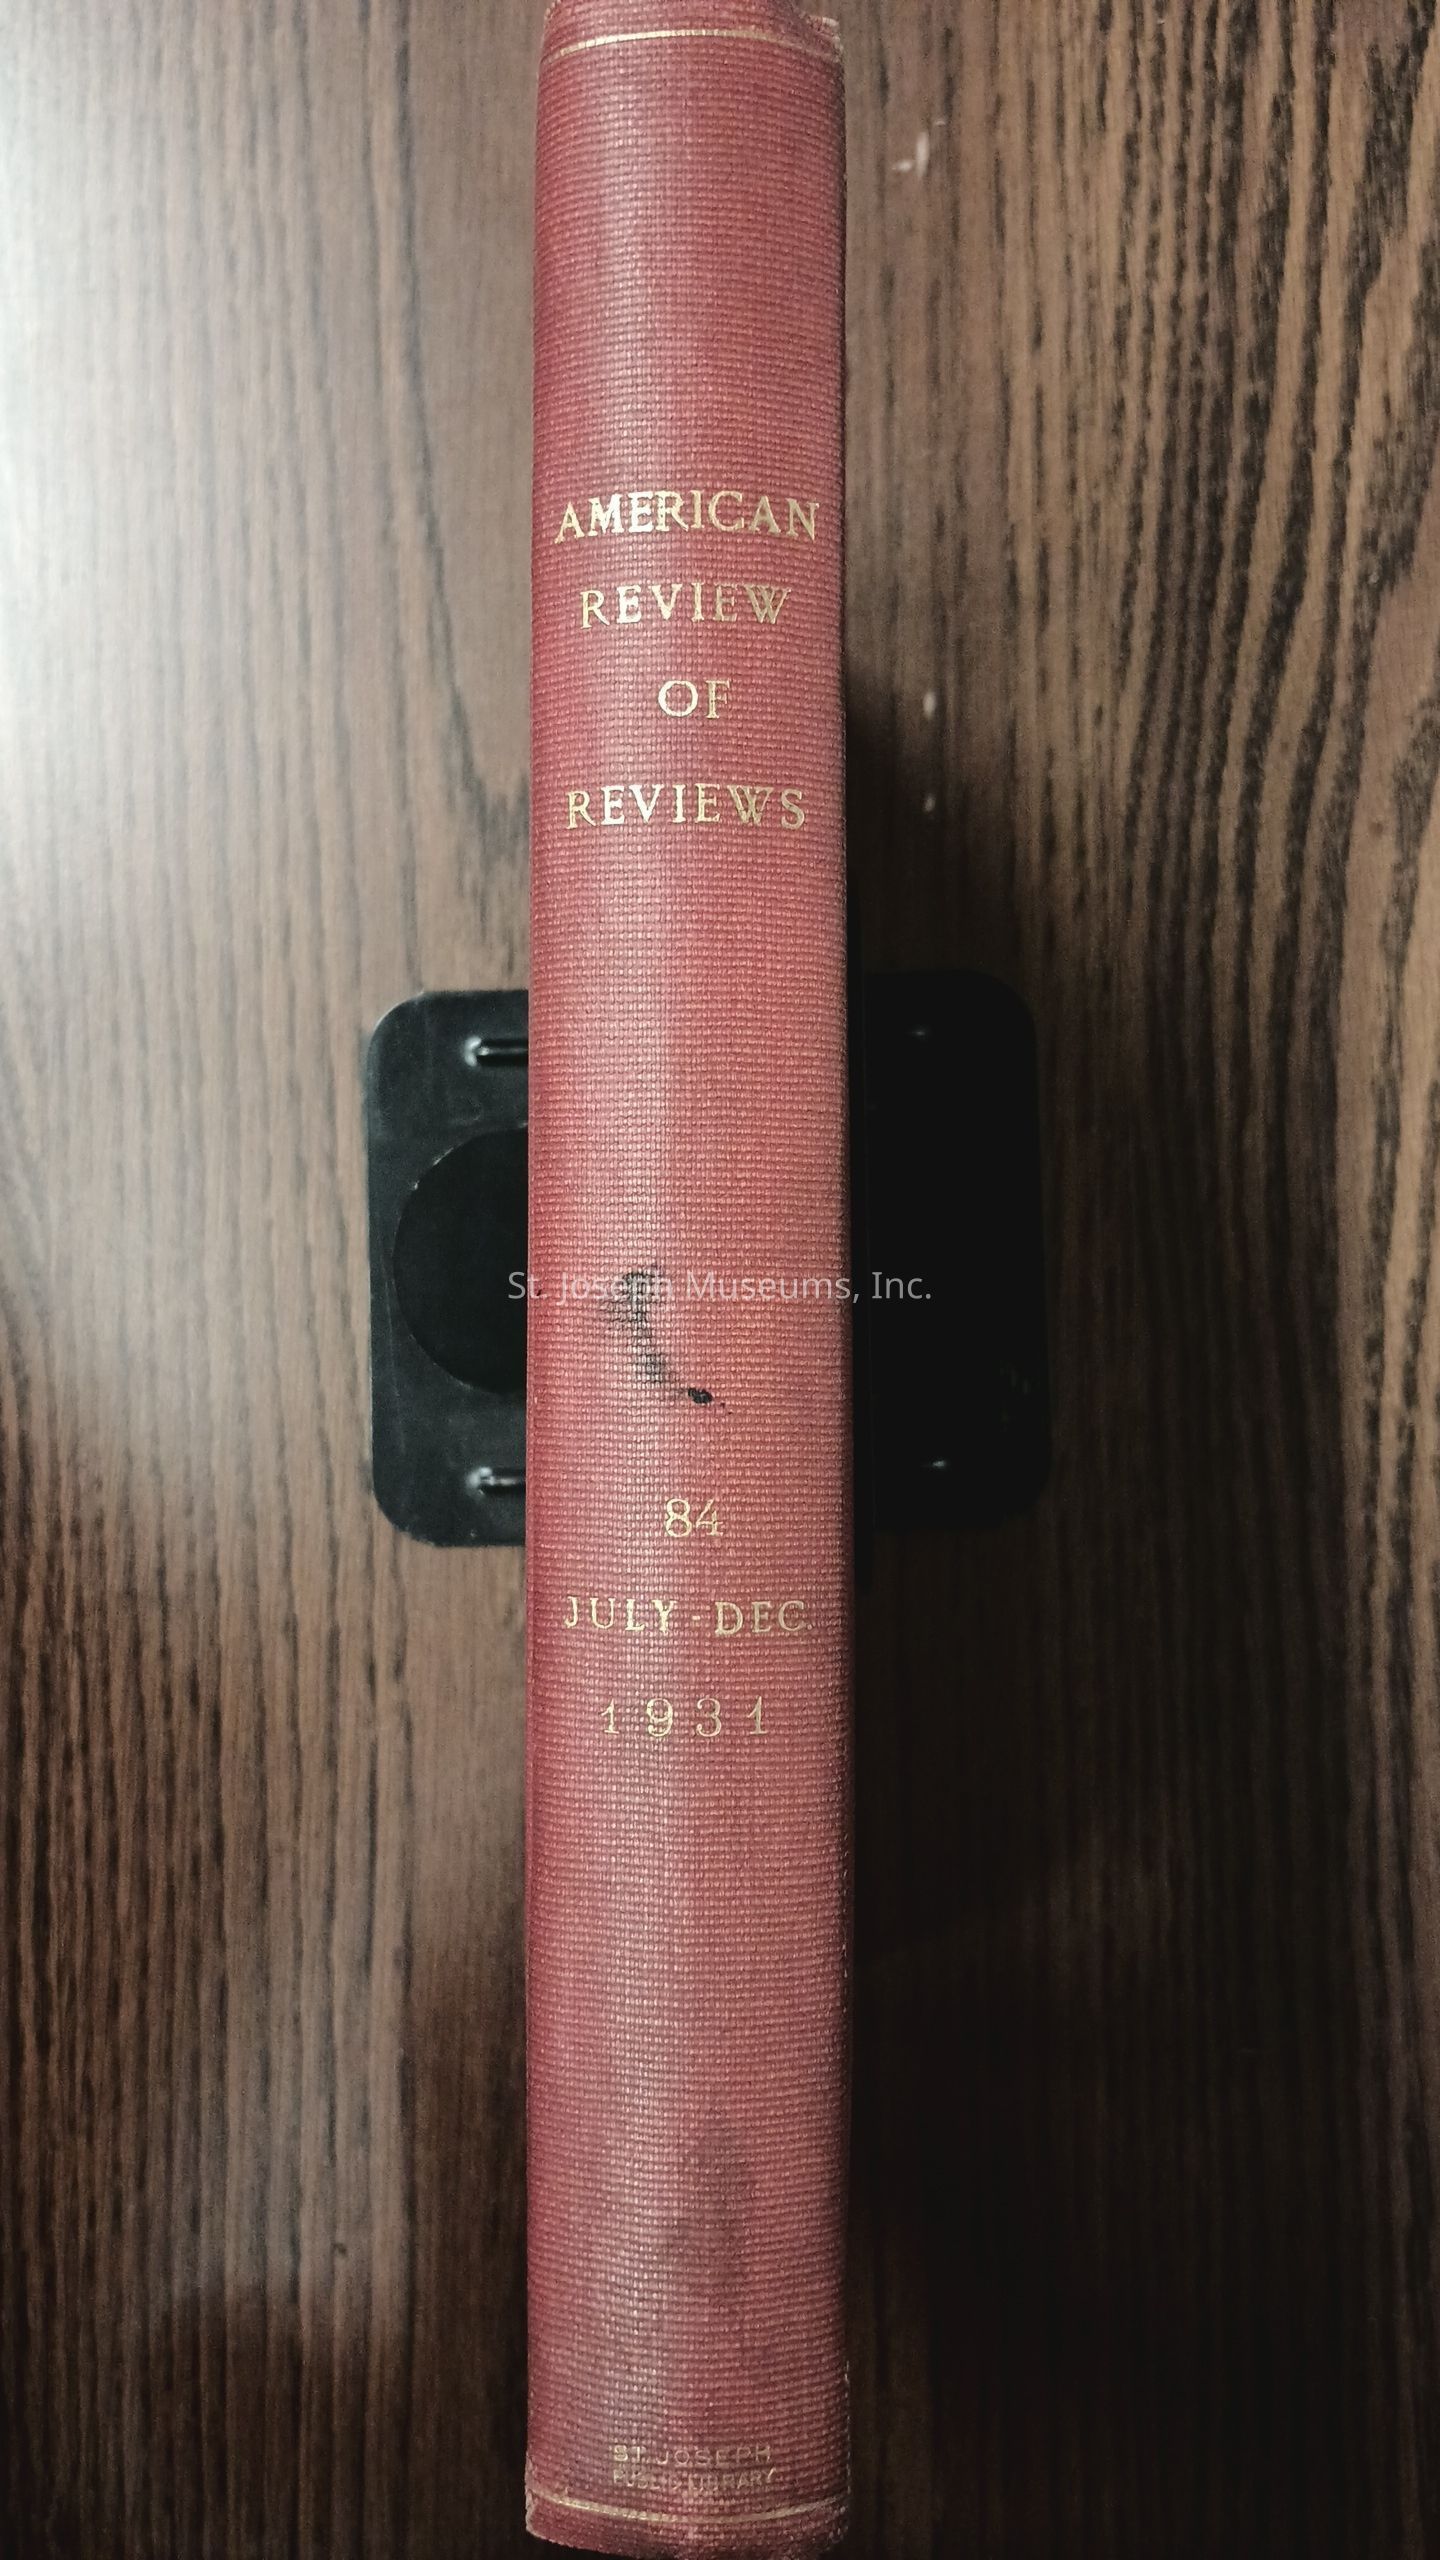 AMERICAN
REVIEW
OF
REVIEWS
St. Joseph Museums, Inc.
84
JULY-DEC.
1931
ST. JOSEPH
PUBLIC LIBRARY